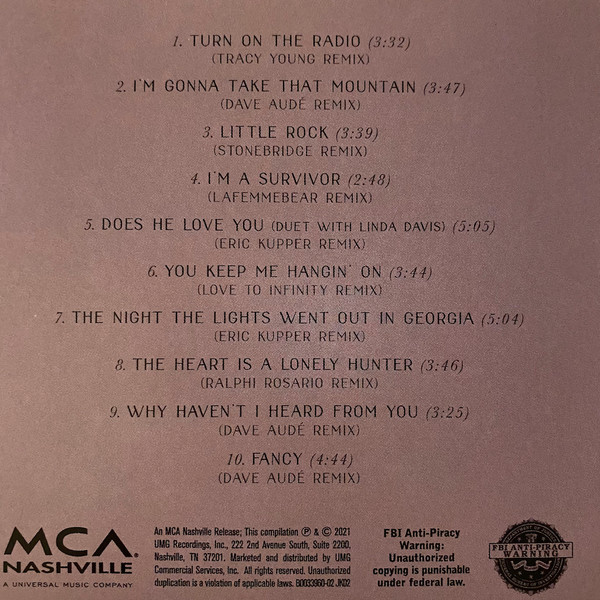 1. TURN ON THE RADIO (3:32)
(TRACY YOUNG REMIX)
2. I'M GONNA TAKE THAT MOUNTAIN (3:47)
(DAVE AUDÉ REMIX)
3. LITTLE ROCK (3:39)
(STONEBRIDGE REMIX)
4. I'M A SURVIVOR (2:48)
(LAFEMMEBEAR REMIX)
5. DOES HE LOVE YOU (DUET WITH LINDA DAVIS) (5:05)
(ERIC KUPPER REMIX)
6. YOU KEEP ME HANGIN' ON (3:44)
(LOVE TO INFINITY REMIX)
7. THE NIGHT THE LIGHTS WENT OUT IN GEORGIA (5:04)
(ERIC KUPPER REMIX)
8. THE HEART IS A LONELY HUNTER (3:46)
(RALPHI ROSARIO REMIX)
9. WHY HAVEN'T I HEARD FROM YOU (3:25)
(DAVE AUDÉ REMIX)
10. FANCY (4:44)
(DAVE AUDÉ REMIX)
MCA®
NASHVILLE
A UNIVERSAL MUSIC COMPANY
An MCA Nashville Release; This compilation ℗ & © 2021
UMG Recordings, Inc., 222 2nd Avenue South, Suite 2200,
Nashville, TN 37201. Marketed and distributed by UMG
Commercial Services, Inc. All rights reserved. Unauthorized
duplication is a violation of applicable laws. B0033960-02 JK02
FBI Anti-Piracy
Warning:
Unauthorized
copying is punishable
under federal law.
FBI ANTI-PIRACY
WARNING